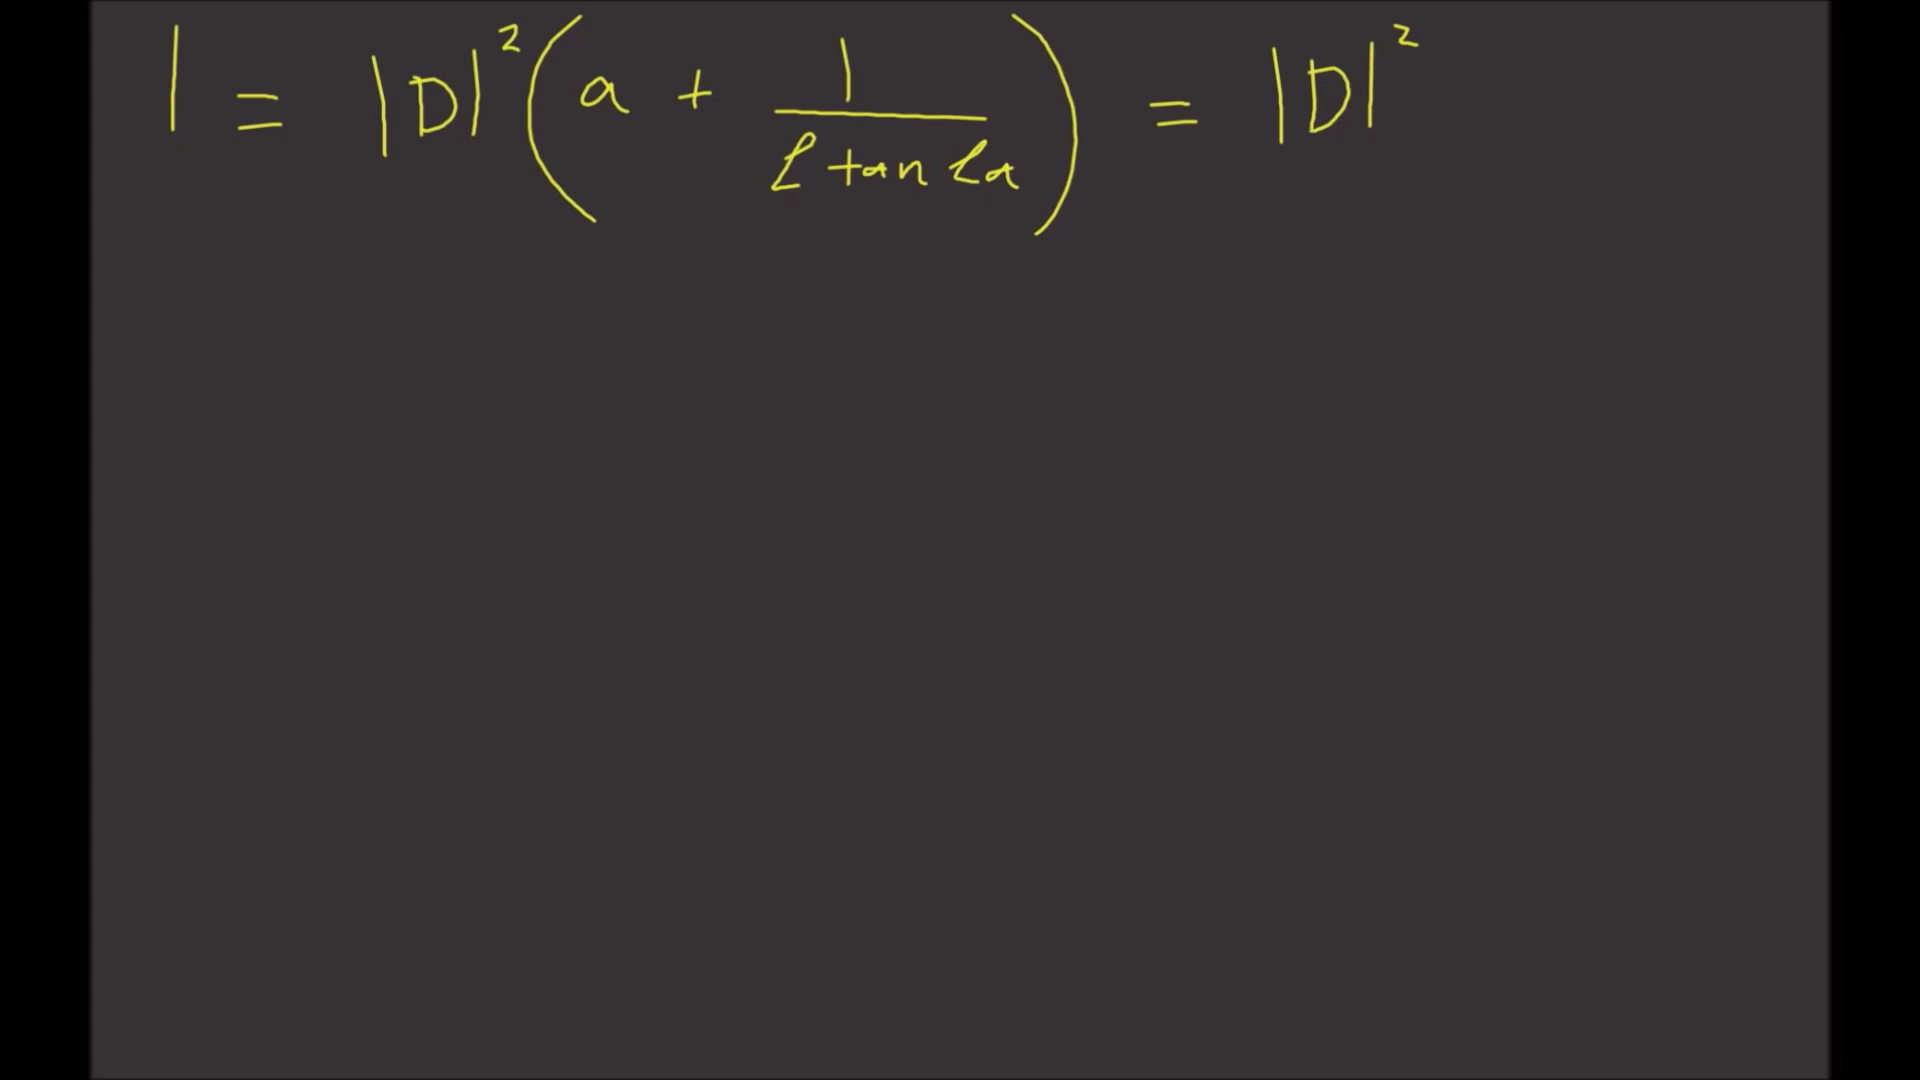 1 = |D|² (a + 1/(ℓ tan ℓa)) = |D|²